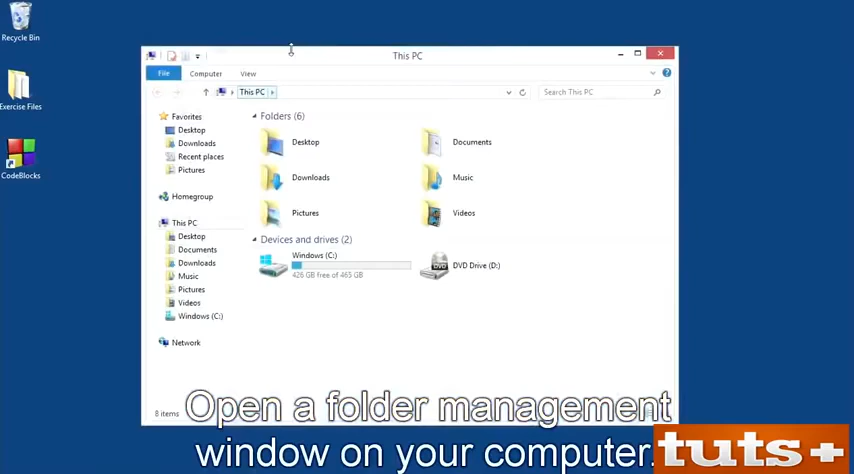 Recycle Bin
Exercise Files
CodeBlocks
This PC
File Computer View
This PC
Search This PC
Favorites
Desktop
Downloads
Recent places
Pictures
Homegroup
This PC
Desktop
Documents
Downloads
Music
Pictures
Videos
Windows (C:)
Network
Folders (6)
Desktop
Documents
Downloads
Music
Pictures
Videos
Devices and drives (2)
Windows (C:)
426 GB free of 465 GB
DVD
DVD Drive (D:)
8 items
Open a folder management
window on your computer.
tuts+